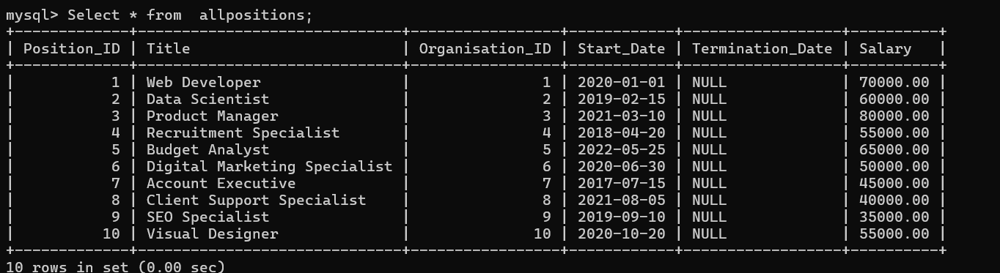 mysql> Select * from  allpositions;
+-------------+------------------------------+-----------------+------------+------------------+----------+
| Position_ID | Title                        | Organisation_ID | Start_Date | Termination_Date | Salary   |
+-------------+------------------------------+-----------------+------------+------------------+----------+
|           1 | Web Developer                |               1 | 2020-01-01 | NULL             | 70000.00 |
|           2 | Data Scientist               |               2 | 2019-02-15 | NULL             | 60000.00 |
|           3 | Product Manager              |               3 | 2021-03-10 | NULL             | 80000.00 |
|           4 | Recruitment Specialist       |               4 | 2018-04-20 | NULL             | 55000.00 |
|           5 | Budget Analyst               |               5 | 2022-05-25 | NULL             | 65000.00 |
|           6 | Digital Marketing Specialist |               6 | 2020-06-30 | NULL             | 50000.00 |
|           7 | Account Executive            |               7 | 2017-07-15 | NULL             | 45000.00 |
|           8 | Client Support Specialist    |               8 | 2021-08-05 | NULL             | 40000.00 |
|           9 | SEO Specialist               |               9 | 2019-09-10 | NULL             | 35000.00 |
|          10 | Visual Designer              |              10 | 2020-10-20 | NULL             | 55000.00 |
+-------------+------------------------------+-----------------+------------+------------------+----------+
10 rows in set (0.00 sec)